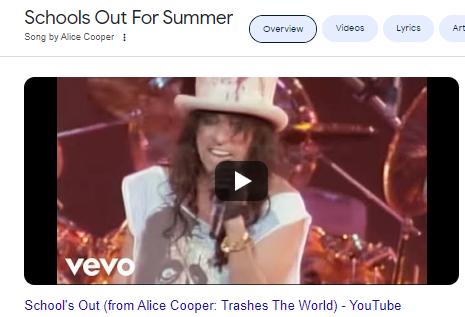 Schools Out For Summer
Song by Alice Cooper
Overview
Videos
Lyrics
Art
vevo
School's Out (from Alice Cooper: Trashes The World) - YouTube